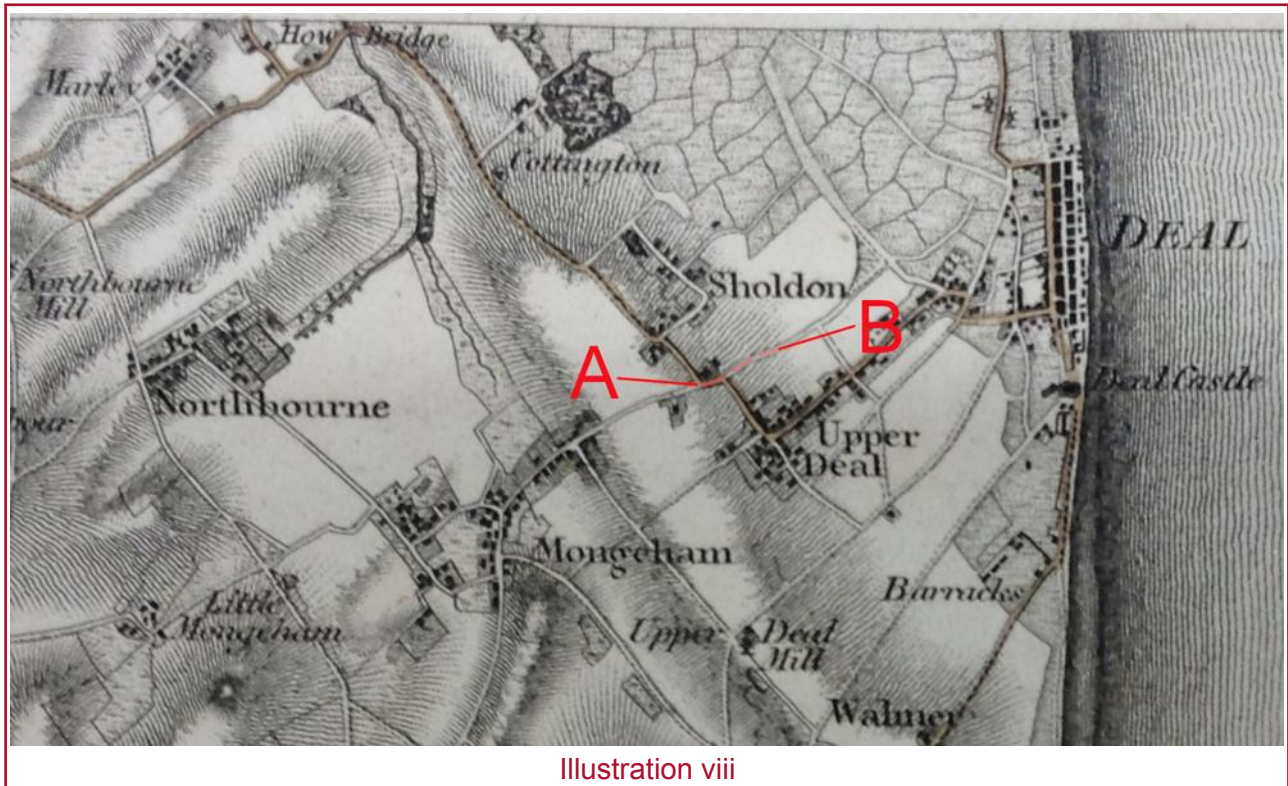 How Bridge
Marley
Cottington
DEAL
Northbourne
Mill
Sholdon
B
A
Deal Castle
Northbourne
Upper
Deal
Mongeham
Barracks
Little
Mongeham
Upper Deal
Mill
Walmer
Illustration viii